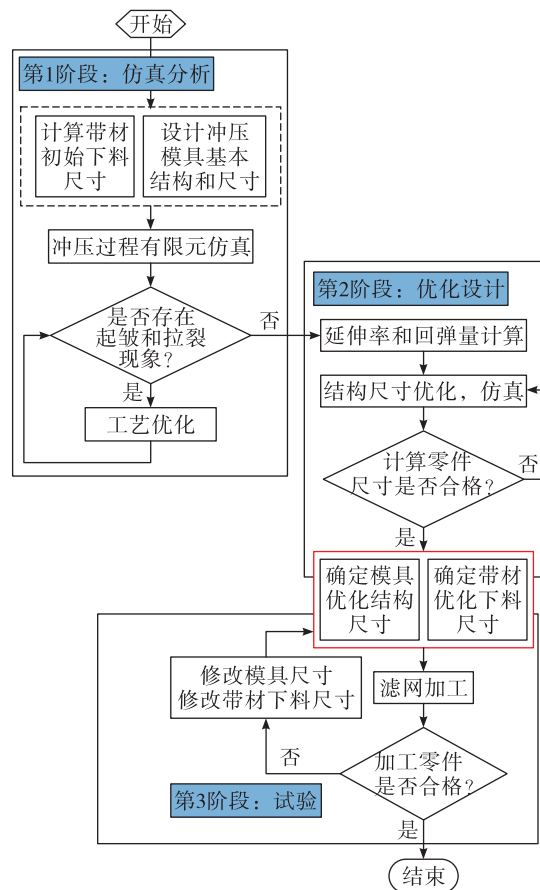 开始
第1阶段：仿真分析
计算带材
初始下料
尺寸
设计冲压
模具基本
结构和尺寸
冲压过程有限元仿真
是否存在
起皱和拉裂
现象？
否
是
工艺优化
第2阶段：优化设计
延伸率和回弹量计算
结构尺寸优化，仿真
计算零件
尺寸是否合格？
否
是
确定模具
优化结构
尺寸
确定带材
优化下料
尺寸
修改模具尺寸
修改带材下料尺寸
滤网加工
加工零件
是否合格？
否
第3阶段：试验
是
结束